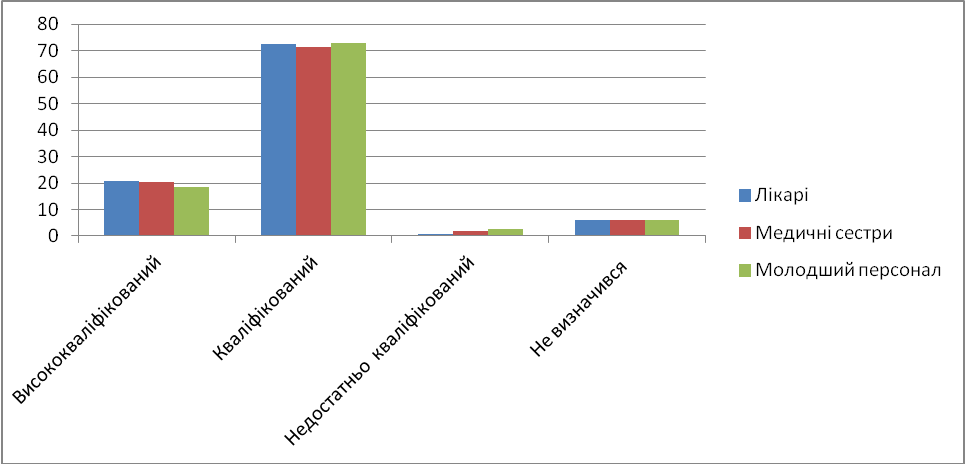 80
70
60
50
40
30
20
10
0
Висококваліфікований
Кваліфікований
Недостатньо кваліфікований
Не визначився
Лікарі
Медичні сестри
Молодший персонал